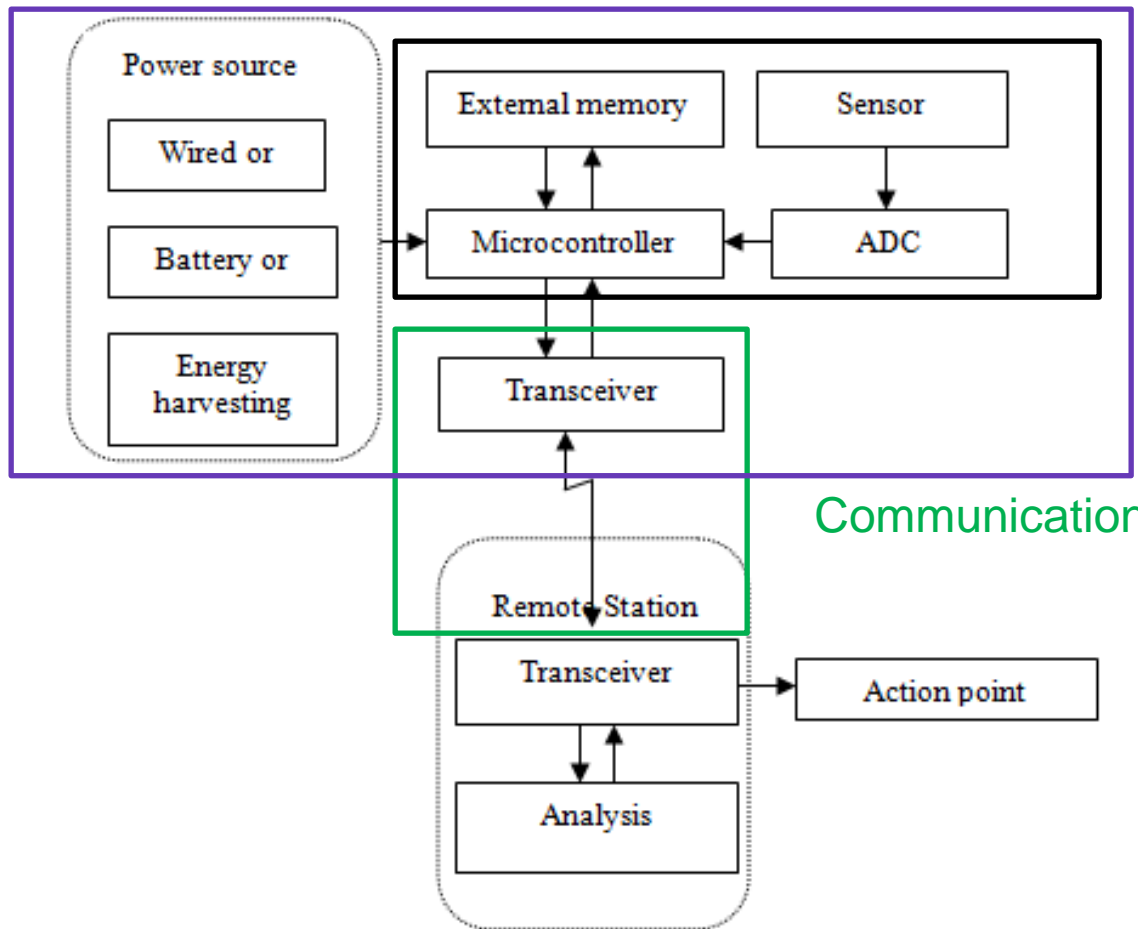 Power source
Wired or
Battery or
Energy
harvesting
External memory
Sensor
Microcontroller
ADC
Transceiver
Communication
Remote Station
Transceiver
Action point
Analysis